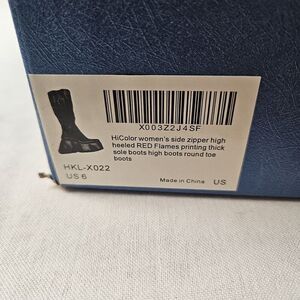 X003Z2J4SF
HiColor women's side zipper high
heeled RED Flames printing thick
sole boots high boots round toe
boots
HKL-X022
US 6
Made in China US